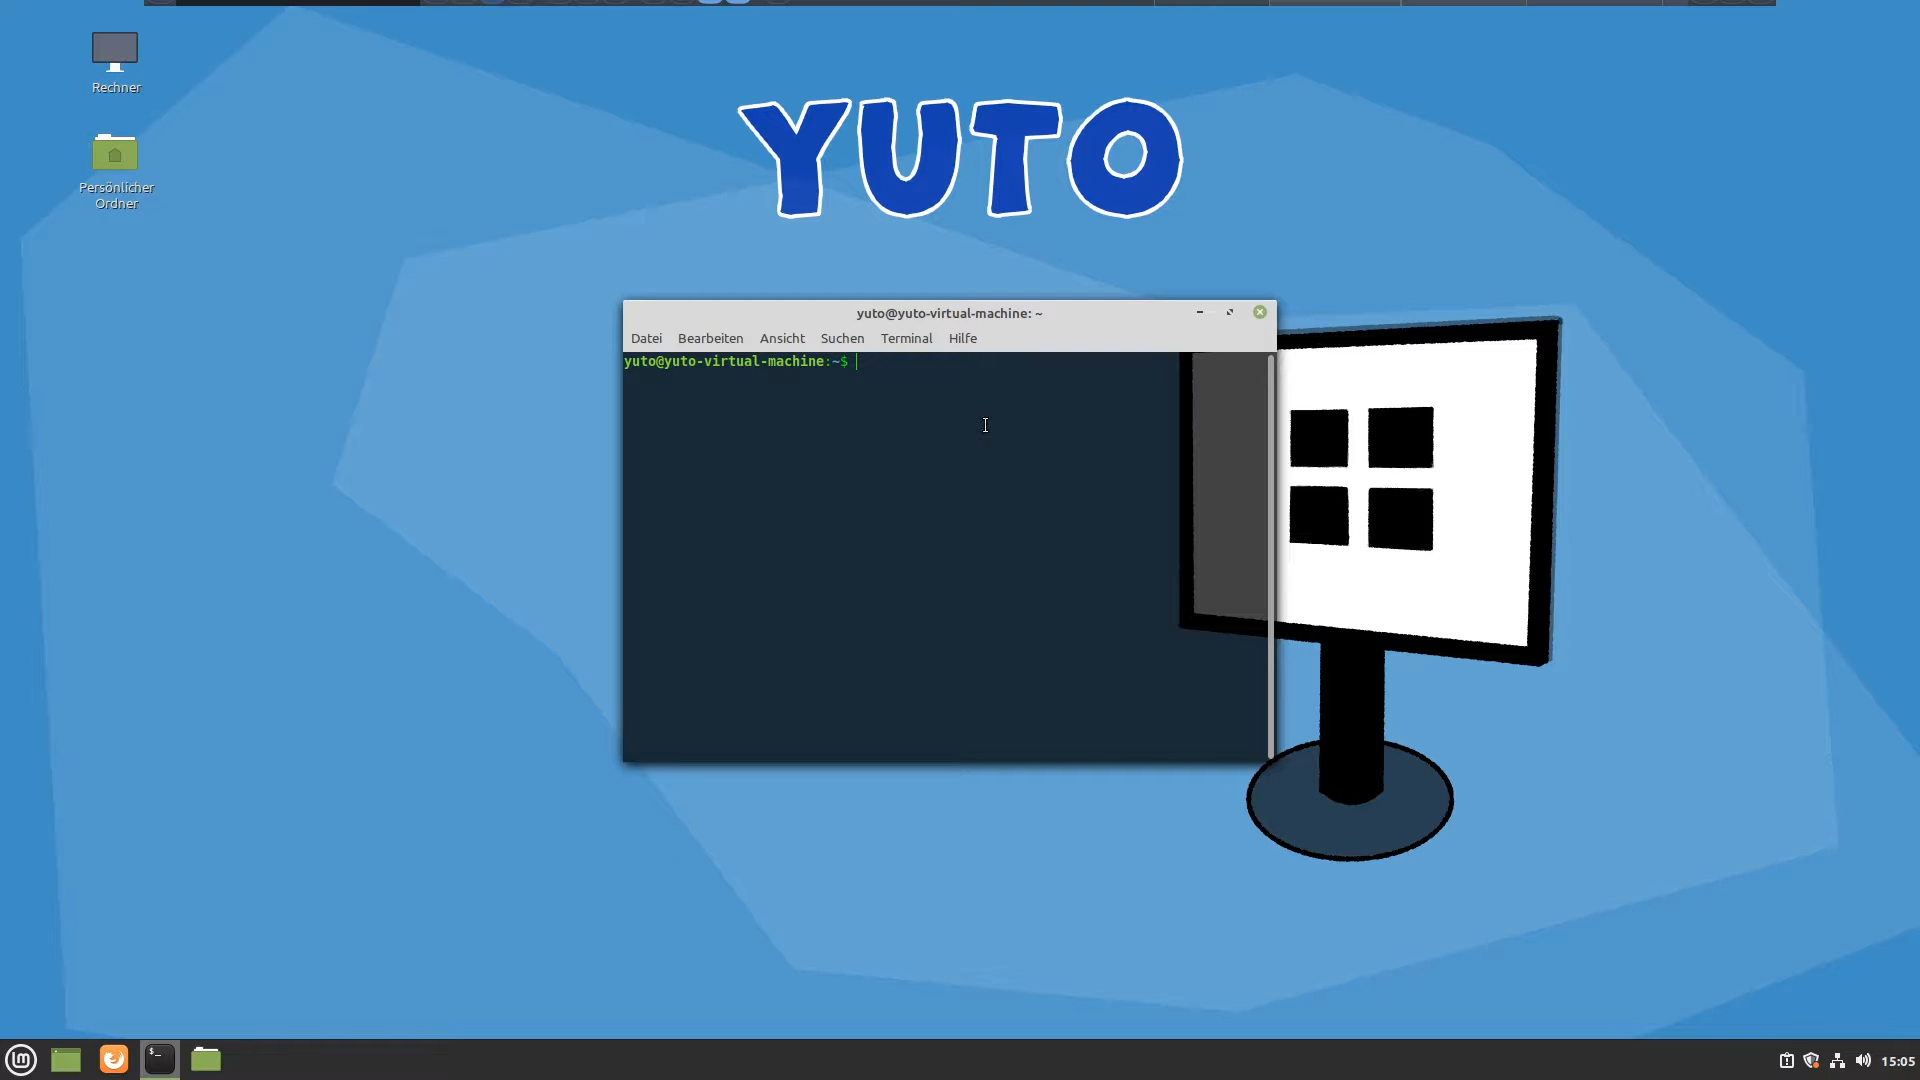 Rechner
Persönlicher
Ordner
YUTO
yuto@yuto-virtual-machine: ~
Datei Bearbeiten Ansicht Suchen Terminal Hilfe
yuto@yuto-virtual-machine:~$
$_
15:05